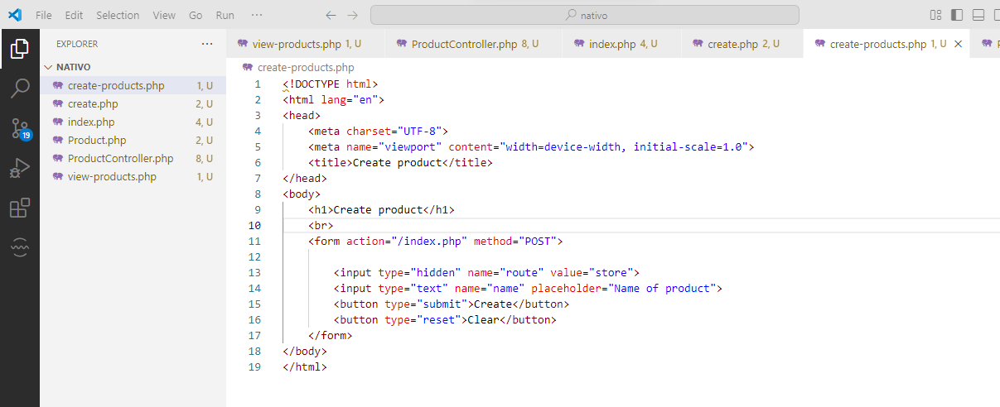 File Edit Selection View Go Run ··· nativo
EXPLORER ···
NATIVO
create-products.php 1, U
create.php 2, U
index.php 4, U
Product.php 2, U
ProductController.php 8, U
view-products.php 1, U
19
view-products.php 1, U ProductController.php 8, U index.php 4, U create.php 2, U create-products.php 1, U
create-products.php
1 <!DOCTYPE html>
2 <html lang="en">
3 <head>
4 <meta charset="UTF-8">
5 <meta name="viewport" content="width=device-width, initial-scale=1.0">
6 <title>Create product</title>
7 </head>
8 <body>
9 <h1>Create product</h1>
10 <br>
11 <form action="/index.php" method="POST">
12
13 <input type="hidden" name="route" value="store">
14 <input type="text" name="name" placeholder="Name of product">
15 <button type="submit">Create</button>
16 <button type="reset">Clear</button>
17 </form>
18 </body>
19 </html>